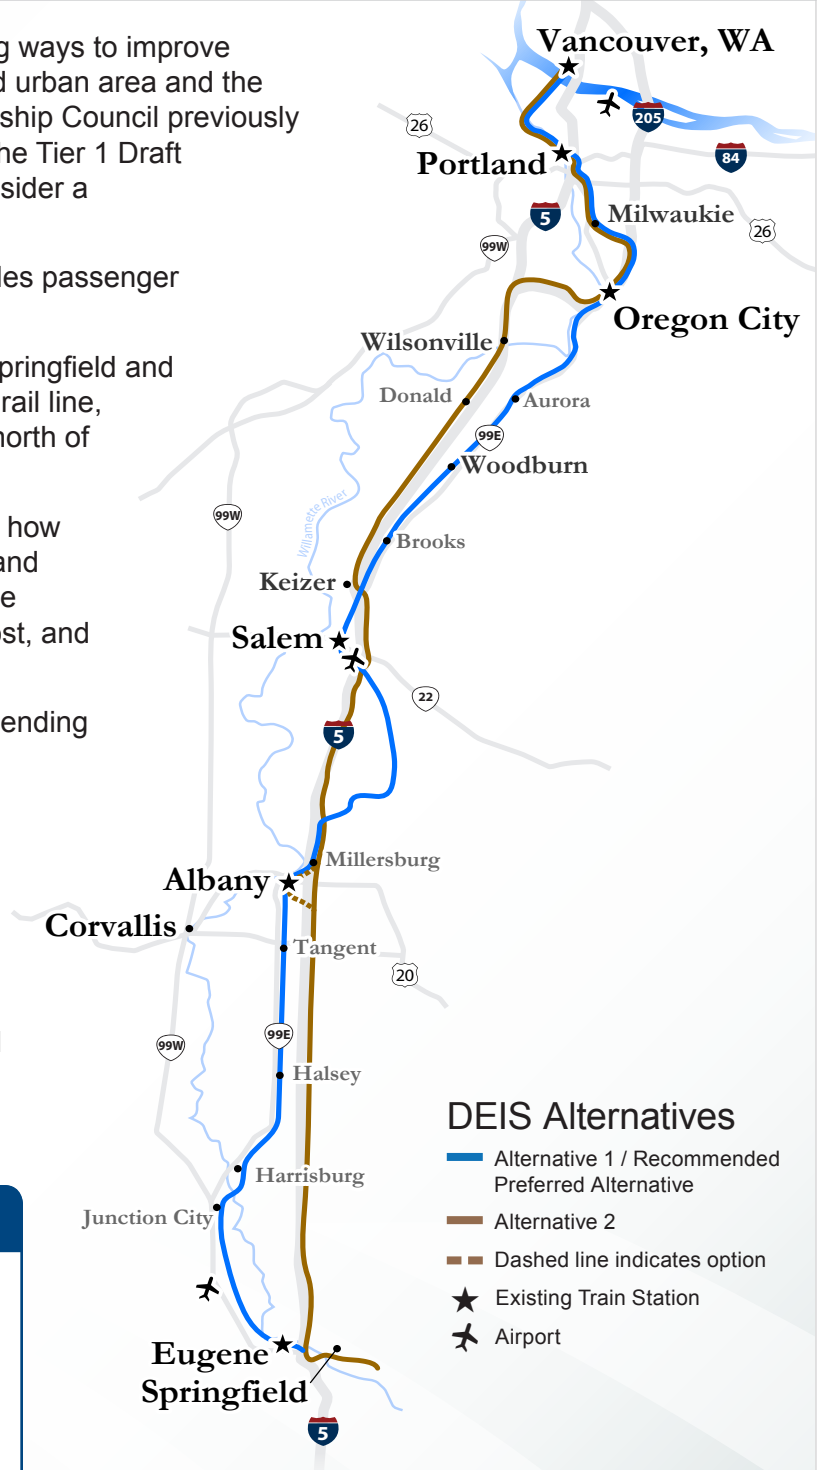 g ways to improve
d urban area and the
ship Council previously
he Tier 1 Draft
sider a
les passenger
pringfield and
rail line,
north of
how
and
e
ost, and
ending
Vancouver, WA
205
26
Portland
84
5
Milwaukie
26
99W
Oregon City
Wilsonville
Donald
Aurora
99E
Woodburn
Willamette River
99W
Brooks
Keizer
Salem
22
5
Millersburg
Albany
Corvallis
Tangent
20
99E
99W
Halsey
Harrisburg
Junction City
Eugene
Springfield
5
DEIS Alternatives
Alternative 1 / Recommended
Preferred Alternative
Alternative 2
Dashed line indicates option
Existing Train Station
Airport